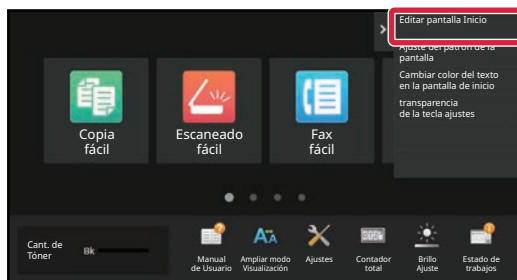 Editar pantalla Inicio
Ajuste del patrón de la
pantalla
Cambiar color del texto
en la pantalla de inicio
transparencia
de la tecla ajustes
Copia
fácil
Escaneado
fácil
Fax
fácil
Cant. de
Tóner
Bk
Manual
de Usuario
Ampliar modo
Visualización
Ajustes
Contador
total
Brillo
Ajuste
Estado de
trabajos